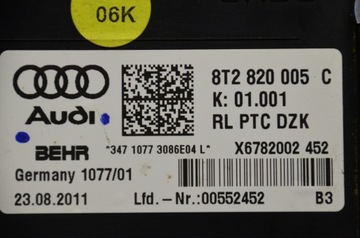 06K
8T2 820 005 C
K: 01.001
Audi
RL PTC DZK
BEHR
*347 1077 3086E04 L*
X6782002 452
Germany 1077/01
23.08.2011
Lfd.-Nr.:00552452
B3